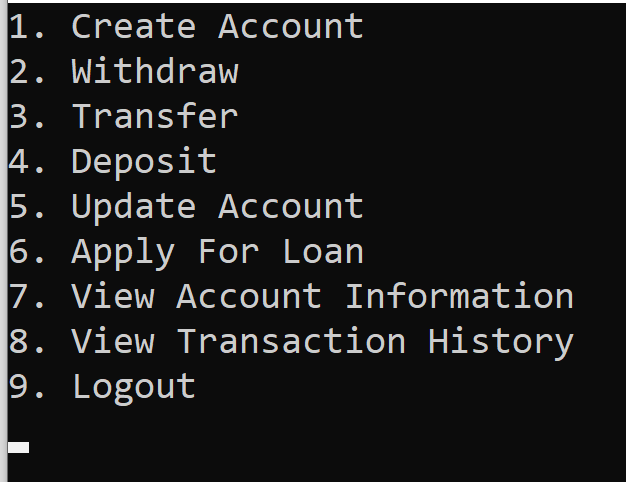 1. Create Account
2. Withdraw
3. Transfer
4. Deposit
5. Update Account
6. Apply For Loan
7. View Account Information
8. View Transaction History
9. Logout